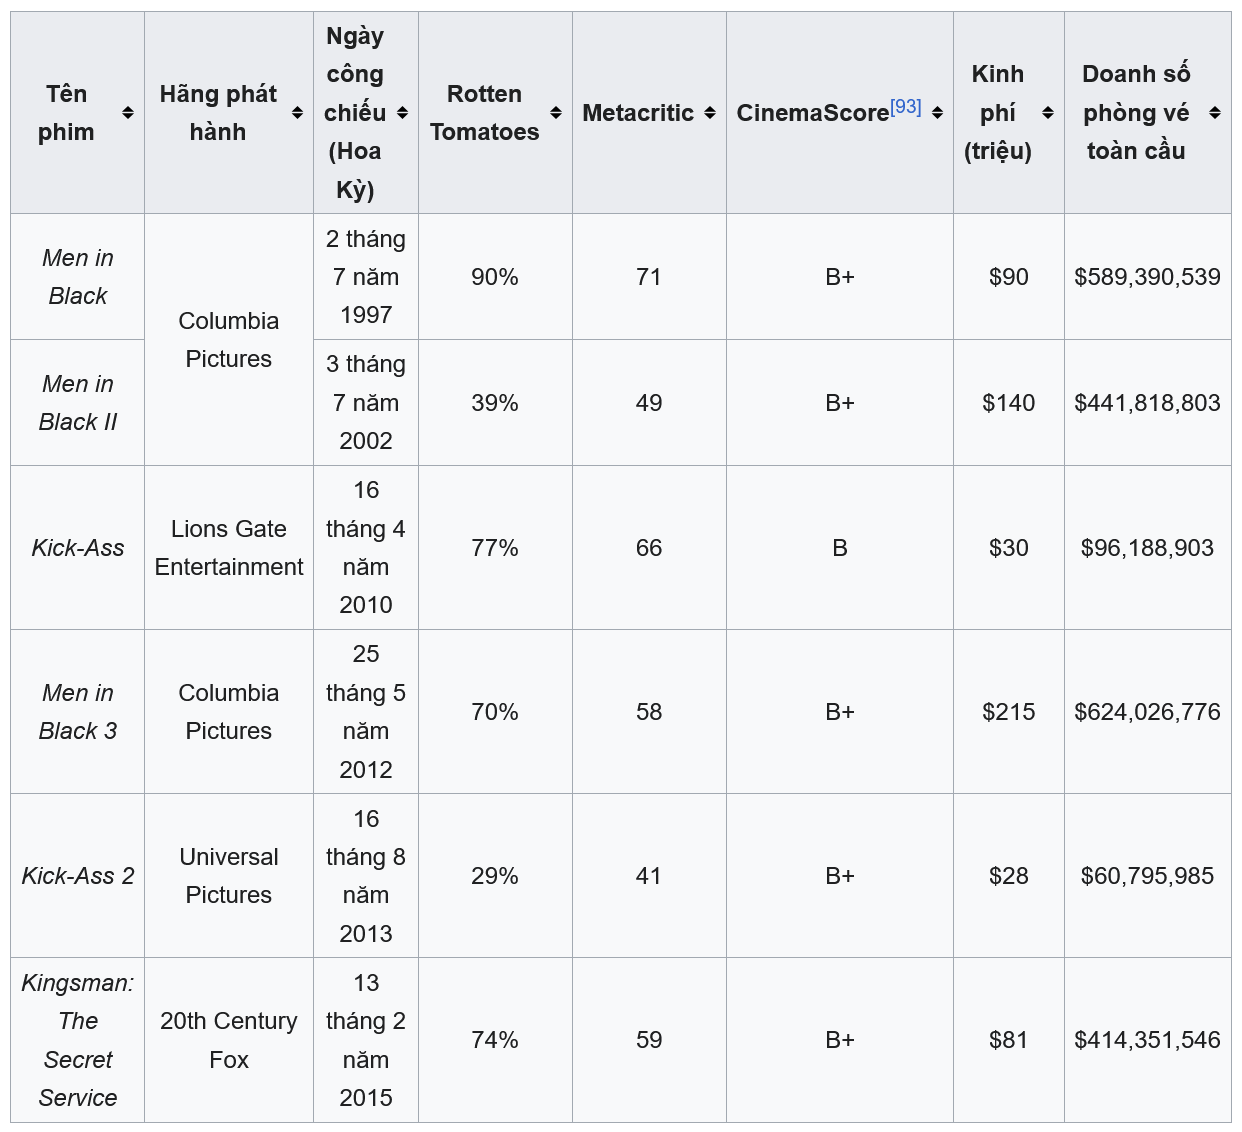 Tên
phim
Hãng phát
hành
Ngày
công
chiếu
(Hoa
Kỳ)
Rotten
Tomatoes
Metacritic
CinemaScore[93]
Kinh
phí
(triệu)
Doanh số
phòng vé
toàn cầu
Men in
Black
Columbia
Pictures
2 tháng
7 năm
1997
90%
71
B+
$90
$589,390,539
Men in
Black II
3 tháng
7 năm
2002
39%
49
B+
$140
$441,818,803
Kick-Ass
Lions Gate
Entertainment
16
tháng 4
năm
2010
77%
66
B
$30
$96,188,903
Men in
Black 3
Columbia
Pictures
25
tháng 5
năm
2012
70%
58
B+
$215
$624,026,776
Kick-Ass 2
Universal
Pictures
16
tháng 8
năm
2013
29%
41
B+
$28
$60,795,985
Kingsman:
The
Secret
Service
20th Century
Fox
13
tháng 2
năm
2015
74%
59
B+
$81
$414,351,546